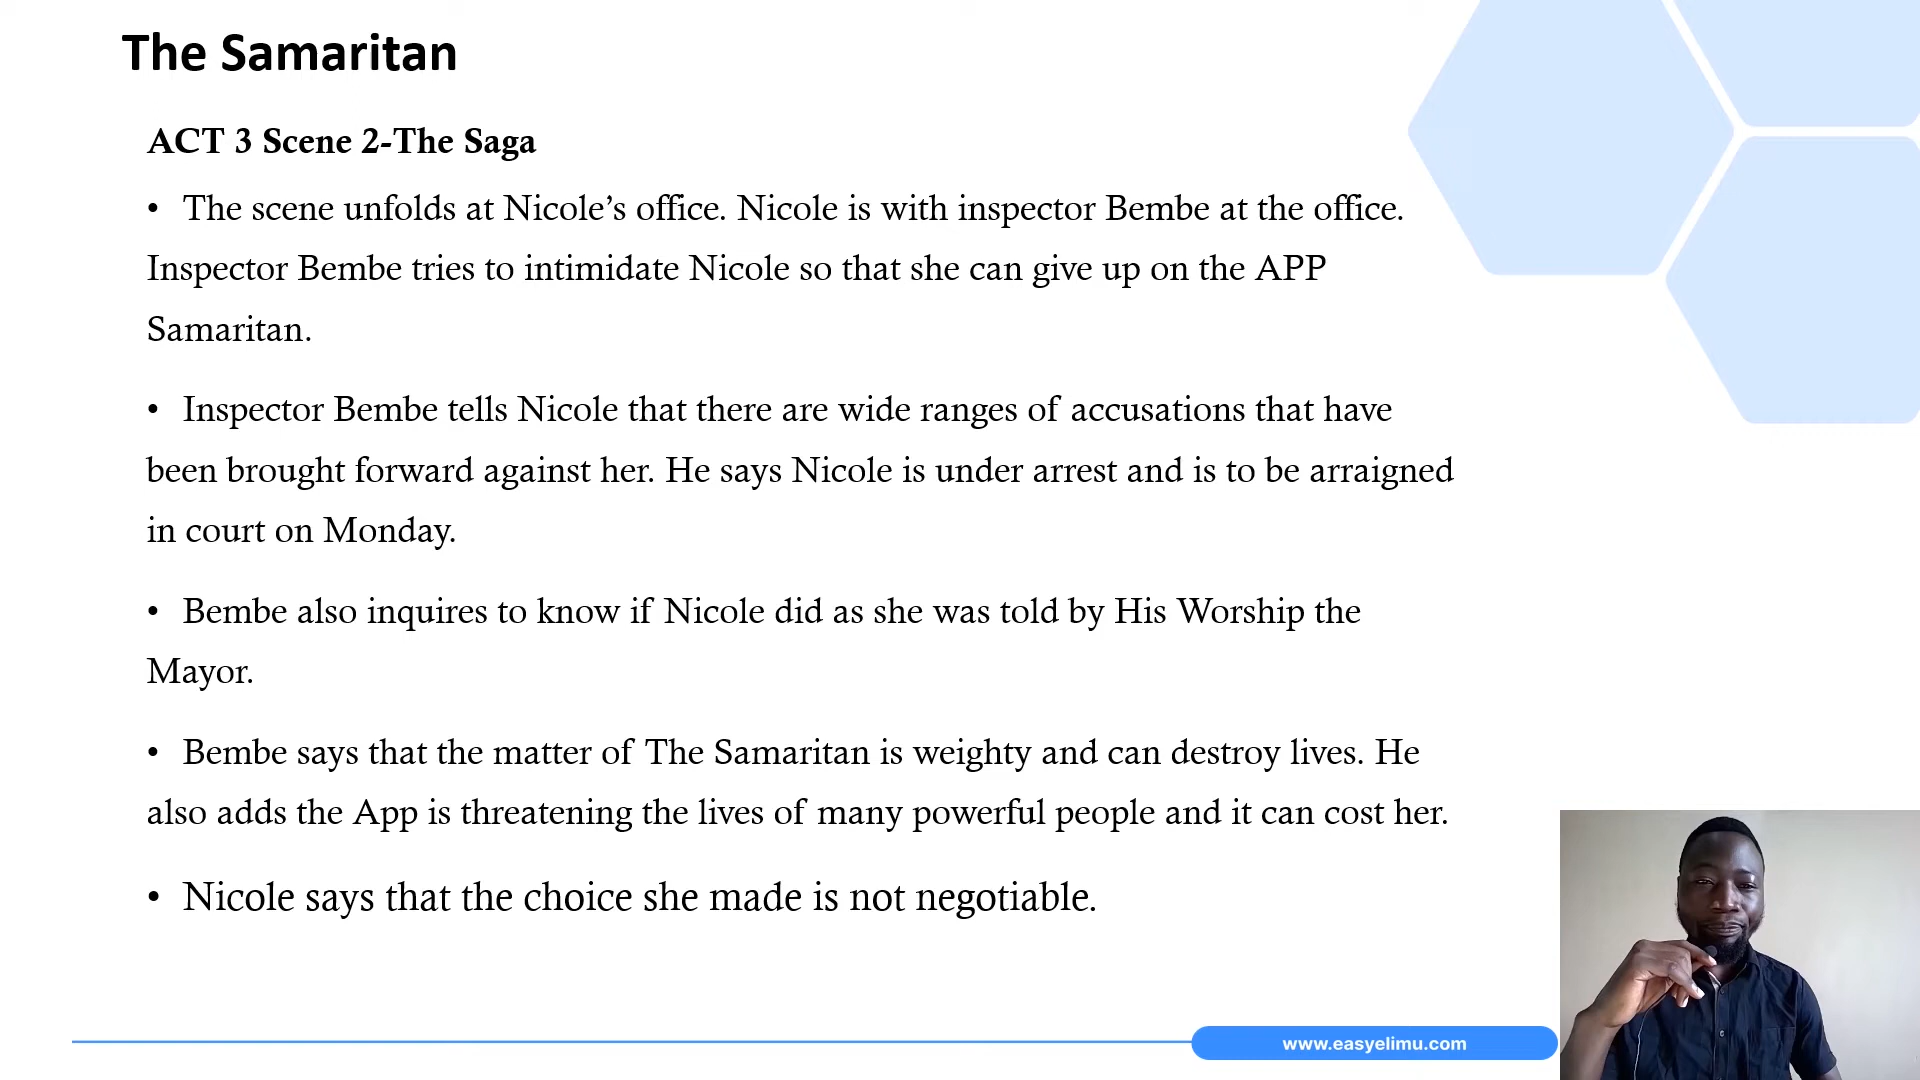 The Samaritan
ACT 3 Scene 2-The Saga
• The scene unfolds at Nicole’s office. Nicole is with inspector Bembe at the office.
Inspector Bembe tries to intimidate Nicole so that she can give up on the APP
Samaritan.
• Inspector Bembe tells Nicole that there are wide ranges of accusations that have
been brought forward against her. He says Nicole is under arrest and is to be arraigned
in court on Monday.
• Bembe also inquires to know if Nicole did as she was told by His Worship the
Mayor.
• Bembe says that the matter of The Samaritan is weighty and can destroy lives. He
also adds the App is threatening the lives of many powerful people and it can cost her.
• Nicole says that the choice she made is not negotiable.
www.easyelimu.com